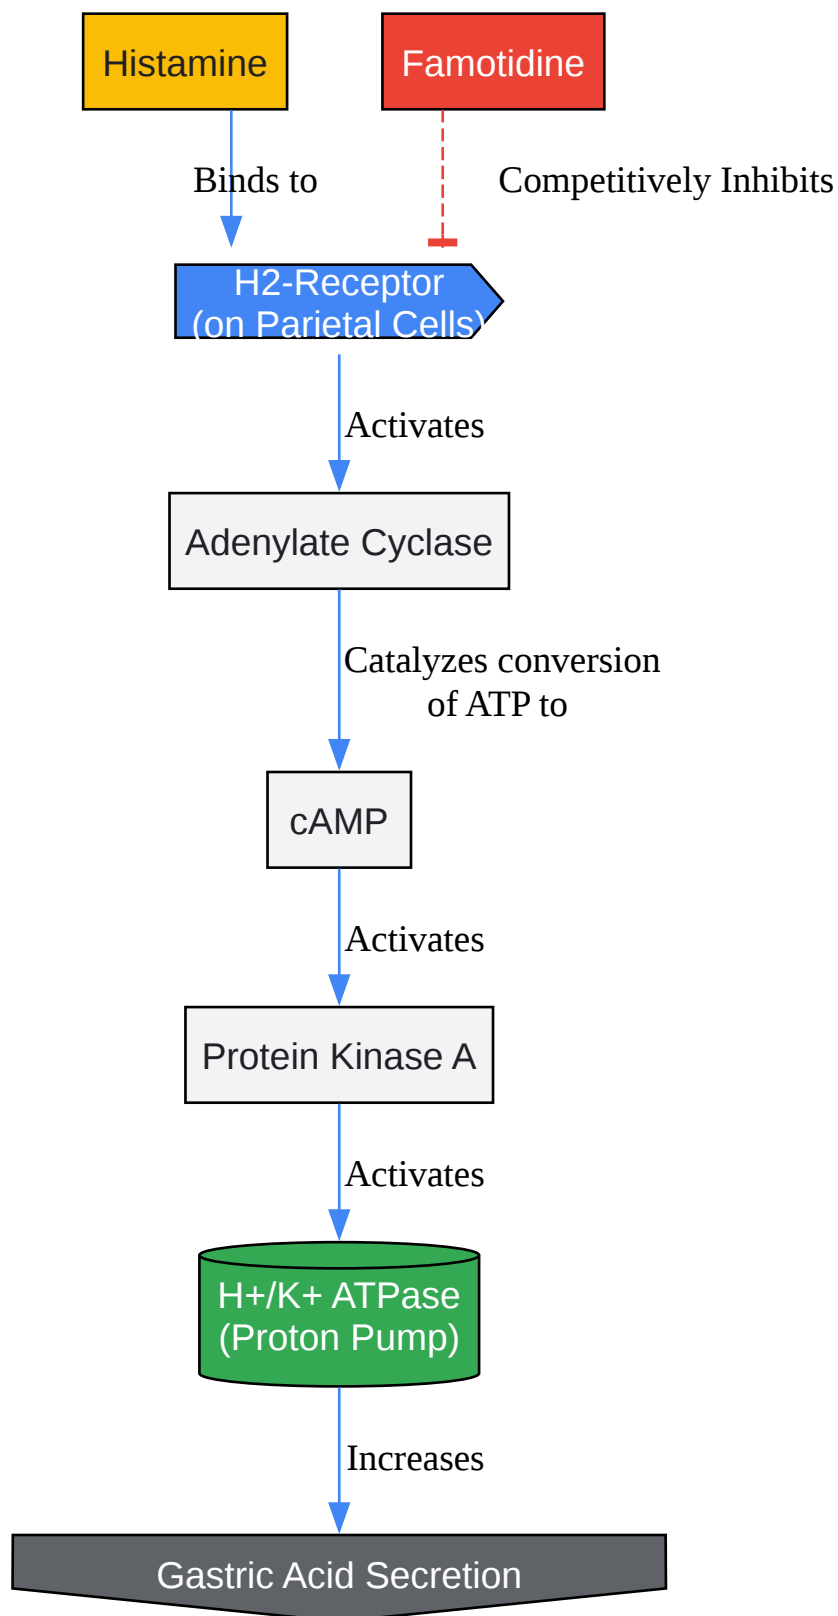 Histamine
Famotidine
Binds to
Competitively Inhibits
H2-Receptor
(on Parietal Cells)
Activates
Adenylate Cyclase
Catalyzes conversion
of ATP to
cAMP
Activates
Protein Kinase A
Activates
H+/K+ ATPase
(Proton Pump)
Increases
Gastric Acid Secretion